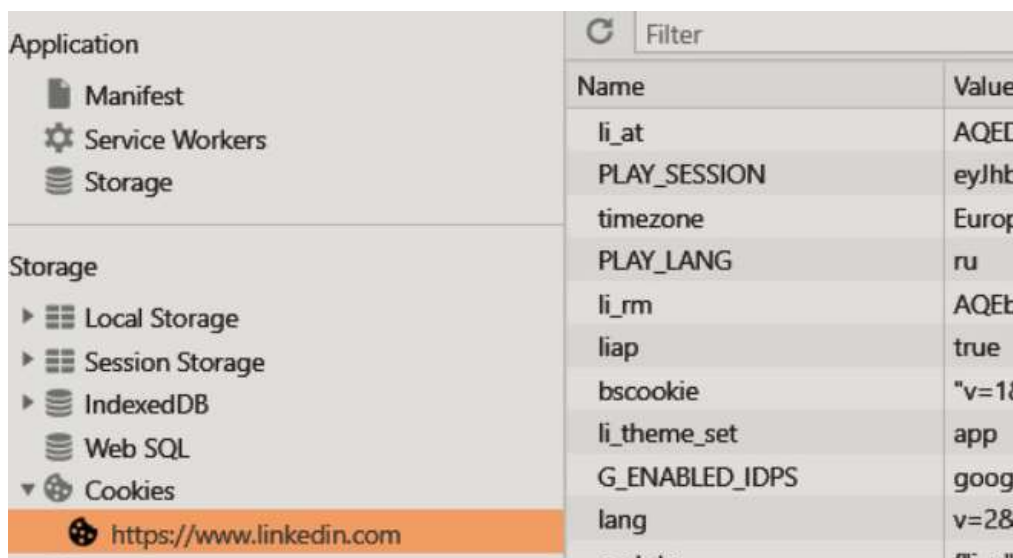 Application
Manifest
Service Workers
Storage
Storage
Local Storage
Session Storage
IndexedDB
Web SQL
Cookies
https://www.linkedin.com
Filter
Name Value
li_at AQED
PLAY_SESSION eyJhb
timezone Europ
PLAY_LANG ru
li_rm AQEb
liap true
bscookie "v=1&
li_theme_set app
G_ENABLED_IDPS goog
lang v=2&